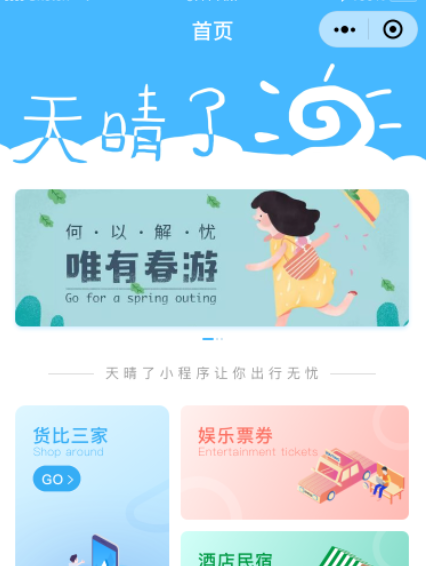 首页
天晴了
何·以·解·忧
唯有春游
Go for a spring outing
天晴了小程序让你出行无忧
货比三家
Shop around
GO >
娱乐票券
Entertainment tickets
酒店民宿